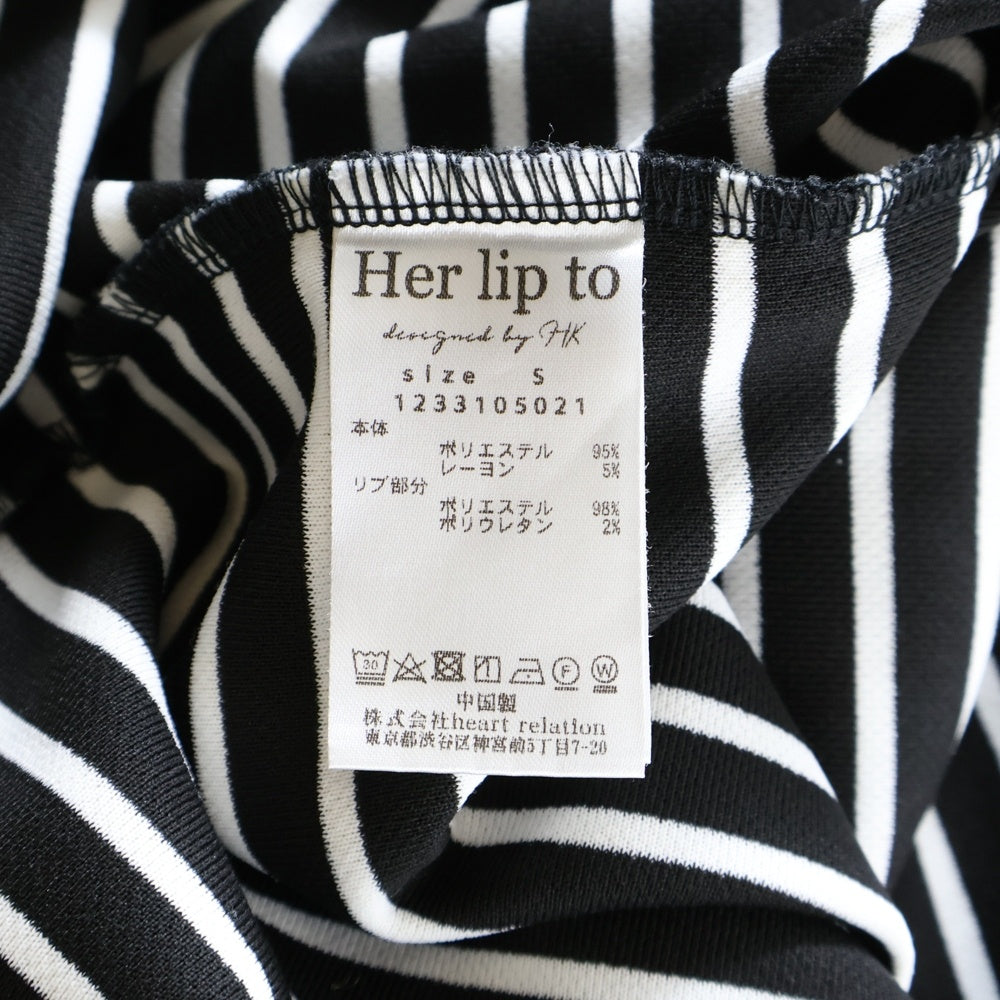 Her lip to
designed by HK
size S
1233105021
本体
ポリエステル 95%
レーヨン 5%
リブ部分
ポリエステル 98%
ポリウレタン 2%
30 F W
中国製
株式会社heart relation
東京都渋谷区神宮前5丁目7-20